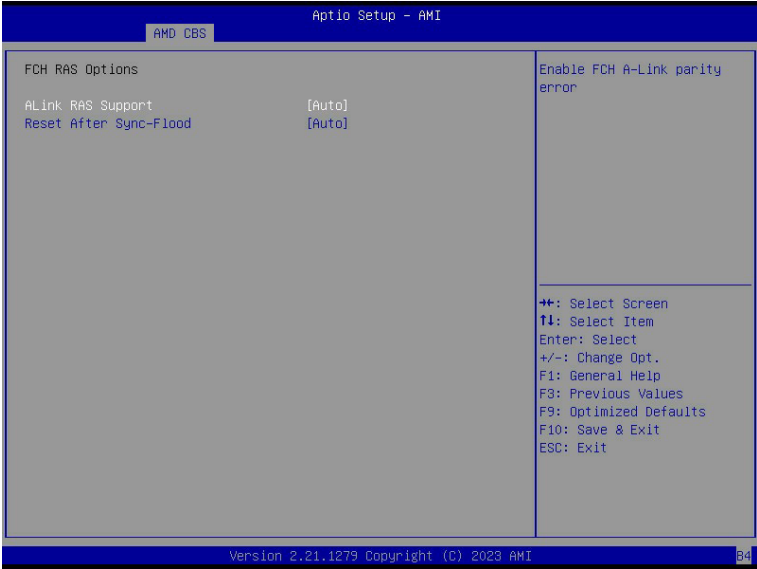 Aptio Setup – AMI
AMD CBS
FCH RAS Options
ALink RAS Support [Auto]
Reset After Sync-Flood [Auto]
Enable FCH A-Link parity
error
→←: Select Screen
↑↓: Select Item
Enter: Select
+/-: Change Opt.
F1: General Help
F3: Previous Values
F9: Optimized Defaults
F10: Save & Exit
ESC: Exit
Version 2.21.1279 Copyright (C) 2023 AMI
B4